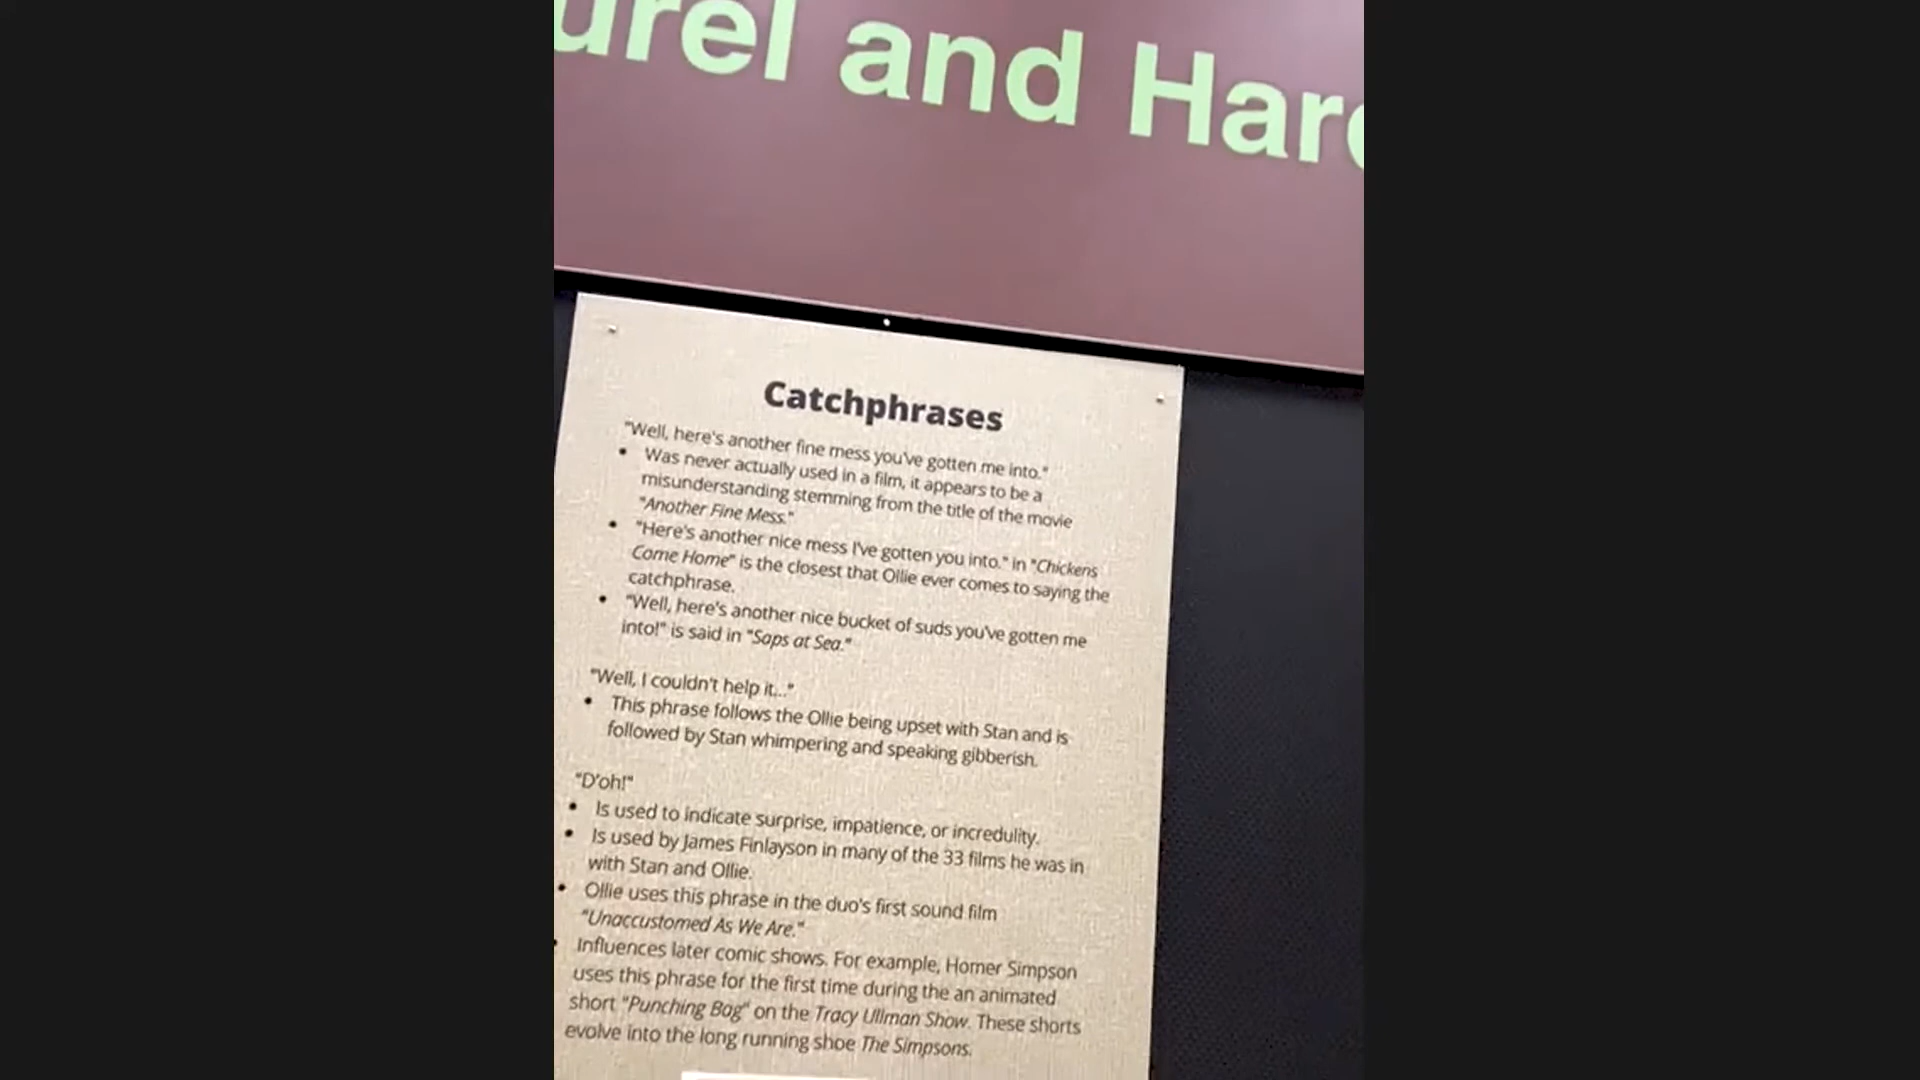 urel and Hard
Catchphrases
"Well, here's another fine mess you've gotten me into."
• Was never actually used in a film, it appears to be a
misunderstanding stemming from the title of the movie
"Another Fine Mess."
• "Here's another nice mess I've gotten you into." in "Chickens
Come Home" is the closest that Ollie ever comes to saying the
catchphrase.
• "Well, here's another nice bucket of suds you've gotten me
into!" is said in "Saps at Sea."
"Well, I couldn't help it..."
• This phrase follows the Ollie being upset with Stan and is
followed by Stan whimpering and speaking gibberish.
"D'oh!"
• Is used to indicate surprise, impatience, or incredulity.
• Is used by James Finlayson in many of the 33 films he was in
with Stan and Ollie.
• Ollie uses this phrase in the duo's first sound film
"Unaccustomed As We Are."
• Influences later comic shows. For example, Homer Simpson
uses this phrase for the first time during the an animated
short "Punching Bag" on the Tracy Ullman Show. These shorts
evolve into the long running shoe The Simpsons.